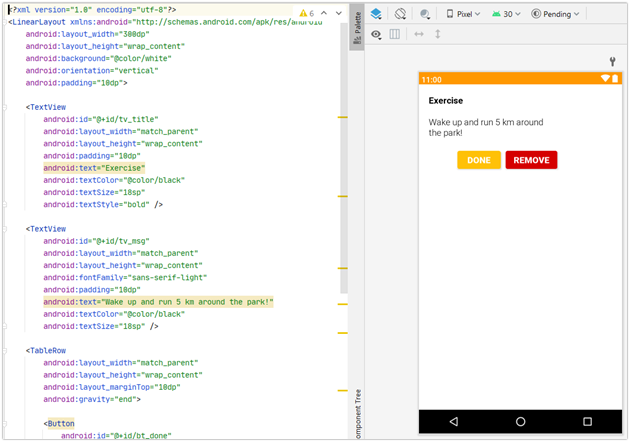 <?xml version="1.0" encoding="utf-8"?>
6
<LinearLayout xmlns:android="http://schemas.android.com/apk/res/android
android:layout_width="300dp"
android:layout_height="wrap_content"
android:background="@color/white"
android:orientation="vertical"
android:padding="10dp">
<TextView
android:id="@+id/tv_title"
android:layout_width="match_parent"
android:layout_height="wrap_content"
android:padding="10dp"
android:text="Exercise"
android:textColor="@color/black"
android:textSize="18sp"
android:textStyle="bold" />
<TextView
android:id="@+id/tv_msg"
android:layout_width="match_parent"
android:layout_height="wrap_content"
android:fontFamily="sans-serif-light"
android:padding="10dp"
android:text="Wake up and run 5 km around the park!"
android:textColor="@color/black"
android:textSize="18sp" />
<TableRow
android:layout_width="match_parent"
android:layout_height="wrap_content"
android:layout_marginTop="10dp"
android:gravity="end">
<Button
android:id="@+id/bt_done"
Palette
omponent Tree
Pixel 30 Pending
11:00
Exercise
Wake up and run 5 km around
the park!
DONE REMOVE